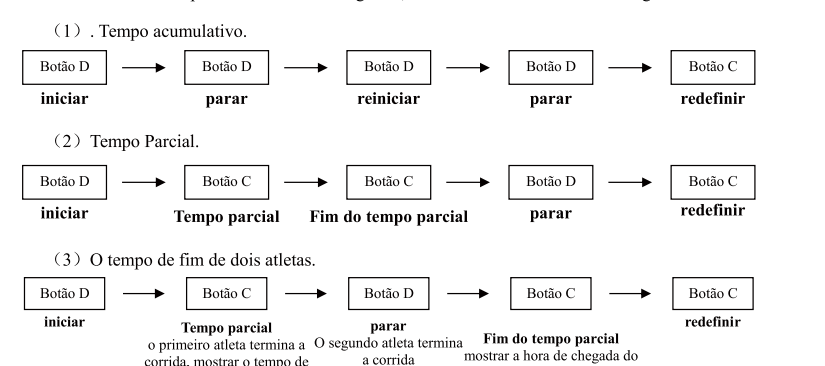 （1）. Tempo acumulativo.
Botão D Botão D Botão D Botão D Botão C
iniciar parar reiniciar parar redefinir
（2）Tempo Parcial.
Botão D Botão C Botão C Botão D Botão C
iniciar Tempo parcial Fim do tempo parcial parar redefinir
（3）O tempo de fim de dois atletas.
Botão D Botão C Botão D Botão C Botão C
iniciar Tempo parcial parar Fim do tempo parcial redefinir
o primeiro atleta termina a O segundo atleta termina mostrar a hora de chegada do
corrida, mostrar o tempo de a corrida